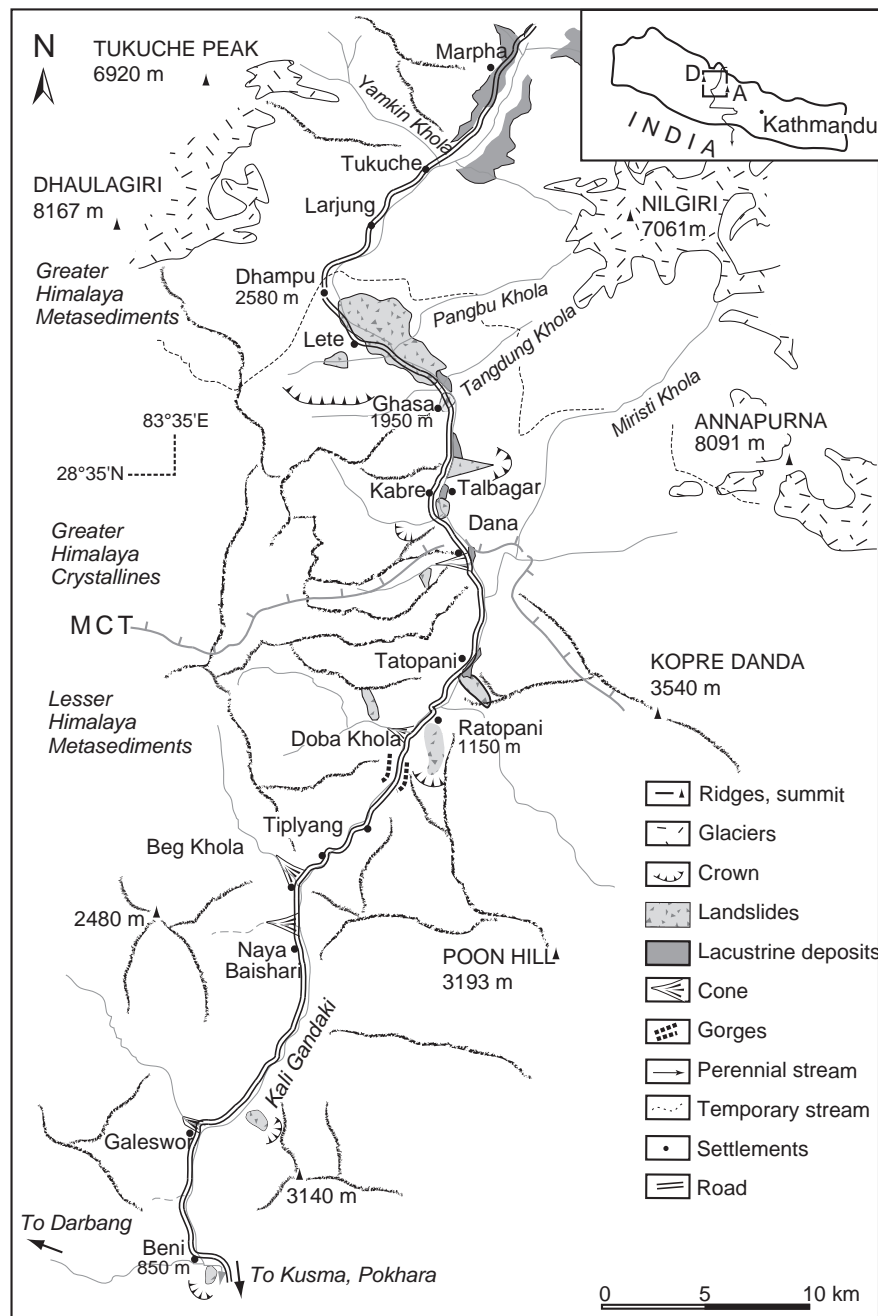 N
TUKUCHE PEAK
6920 m
Marpha
D
A
Kathmandu
INDIA
Yamkin Khola
Tukuche
DHAULAGIRI
8167 m
Larjung
NILGIRI
7061m
Greater
Himalaya
Metasediments
Dhampu
2580 m
Pangbu Khola
Lete
Tangdung Khola
Ghasa
1950 m
Miristi Khola
83°35'E
28°35'N
ANNAPURNA
8091 m
Kabre
Talbagar
Dana
Greater
Himalaya
Crystallines
MCT
Tatopani
KOPRE DANDA
3540 m
Lesser
Himalaya
Metasediments
Doba Khola
Ratopani
1150 m
Tiplyang
Beg Khola
2480 m
Naya
Baishari
POON HILL
3193 m
Kali Gandaki
Galeswo
3140 m
To Darbang
Beni
850 m
To Kusma, Pokhara
Ridges, summit
Glaciers
Crown
Landslides
Lacustrine deposits
Cone
Gorges
Perennial stream
Temporary stream
Settlements
Road
0 5 10 km